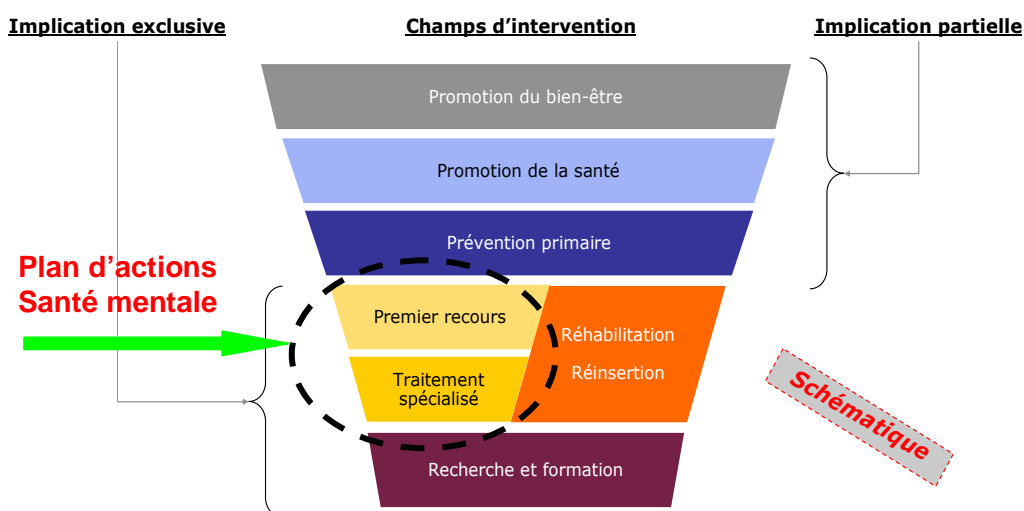 Implication exclusive
Champs d’intervention
Implication partielle
Promotion du bien-être
Promotion de la santé
Prévention primaire
Plan d’actions
Santé mentale
Premier recours
Réhabilitation
Réinsertion
Traitement
spécialisé
Schématique
Recherche et formation